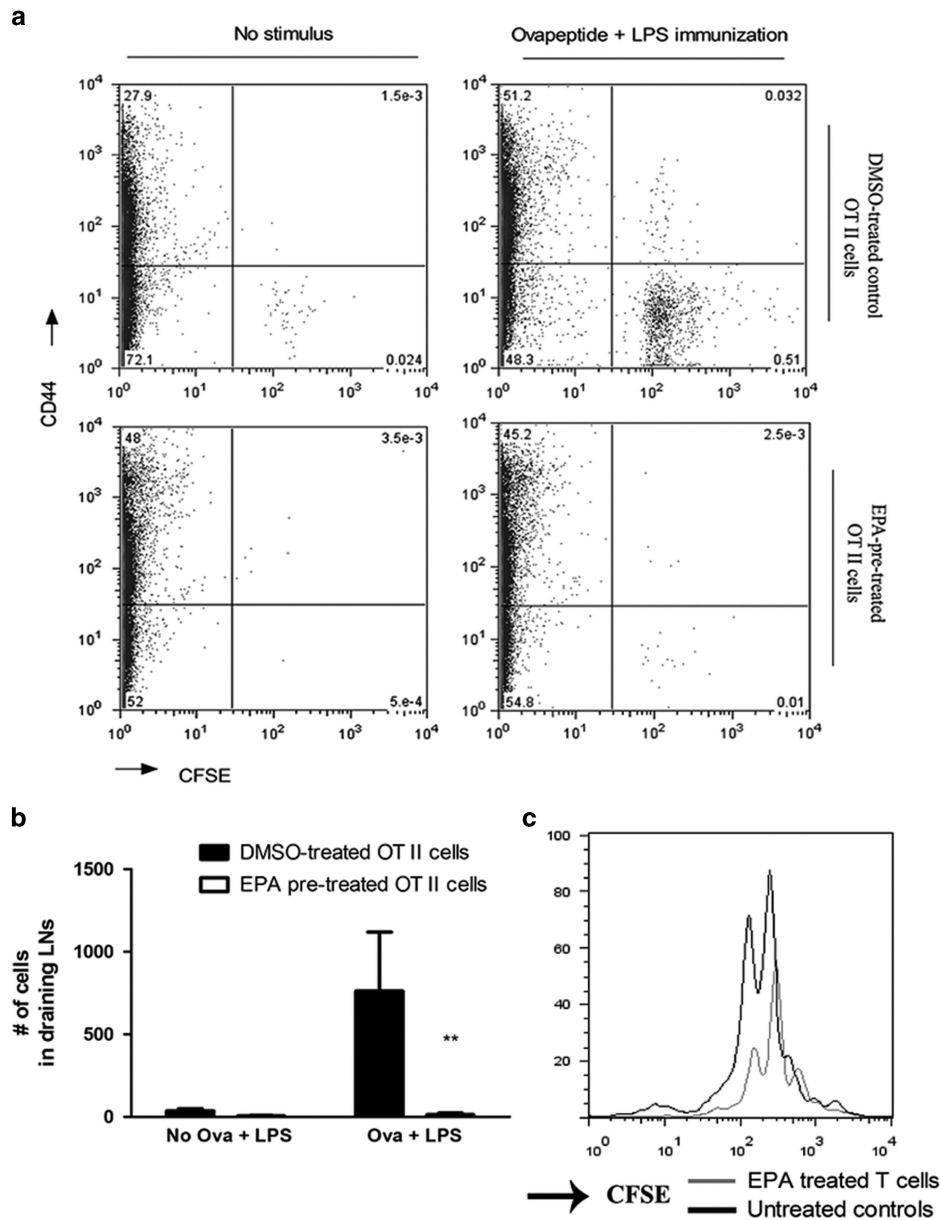 a
No stimulus
Ovapeptide + LPS immunization
10⁴
27.9
1.5e-3
10³
10²
10¹
10⁰
72.1
0.024
10⁰ 10¹ 10² 10³ 10⁴
10⁴
51.2
0.032
10³
10²
10¹
10⁰
48.3
0.51
10⁰ 10¹ 10² 10³ 10⁴
DMSO-treated control
OT II cells
CD44
10⁴
48
3.5e-3
10³
10²
10¹
10⁰
52
5.e-4
10⁰ 10¹ 10² 10³ 10⁴
10⁴
45.2
2.5e-3
10³
10²
10¹
10⁰
54.8
0.01
10⁰ 10¹ 10² 10³ 10⁴
EPA-pre-treated
OT II cells
CFSE
b
DMSO-treated OT II cells
EPA pre-treated OT II cells
# of cells
in draining LNs
1500
1000
500
0
**
No Ova + LPS
Ova + LPS
c
100
80
60
40
20
10⁰ 10¹ 10² 10³ 10⁴
CFSE
EPA treated T cells
Untreated controls